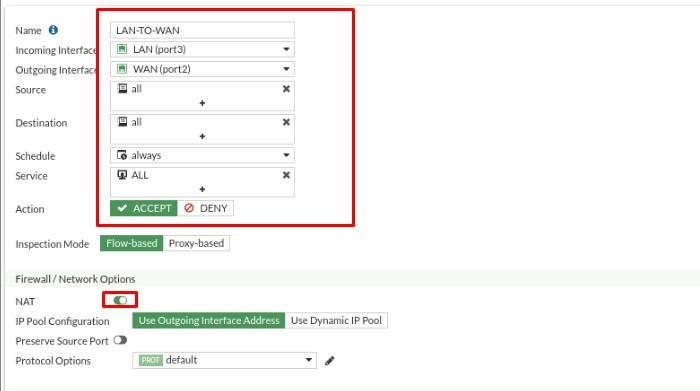 Name LAN-TO-WAN
Incoming Interface LAN (port3)
Outgoing Interface WAN (port2)
Source all
+
Destination all
+
Schedule always
Service ALL
+
Action ACCEPT DENY
Inspection Mode Flow-based Proxy-based
Firewall / Network Options
NAT
IP Pool Configuration Use Outgoing Interface Address Use Dynamic IP Pool
Preserve Source Port
Protocol Options PROT default